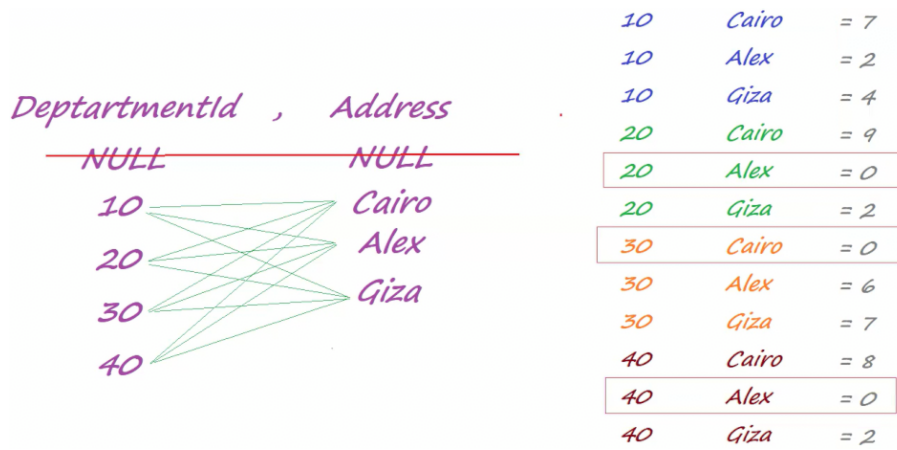 Deptartmentld , Address
NULL NULL
10 Cairo
20 Alex
30 Giza
40
10 Cairo = 7
10 Alex = 2
10 Giza = 4
20 Cairo = 9
20 Alex = 0
20 Giza = 2
30 Cairo = 0
30 Alex = 6
30 Giza = 7
40 Cairo = 8
40 Alex = 0
40 Giza = 2